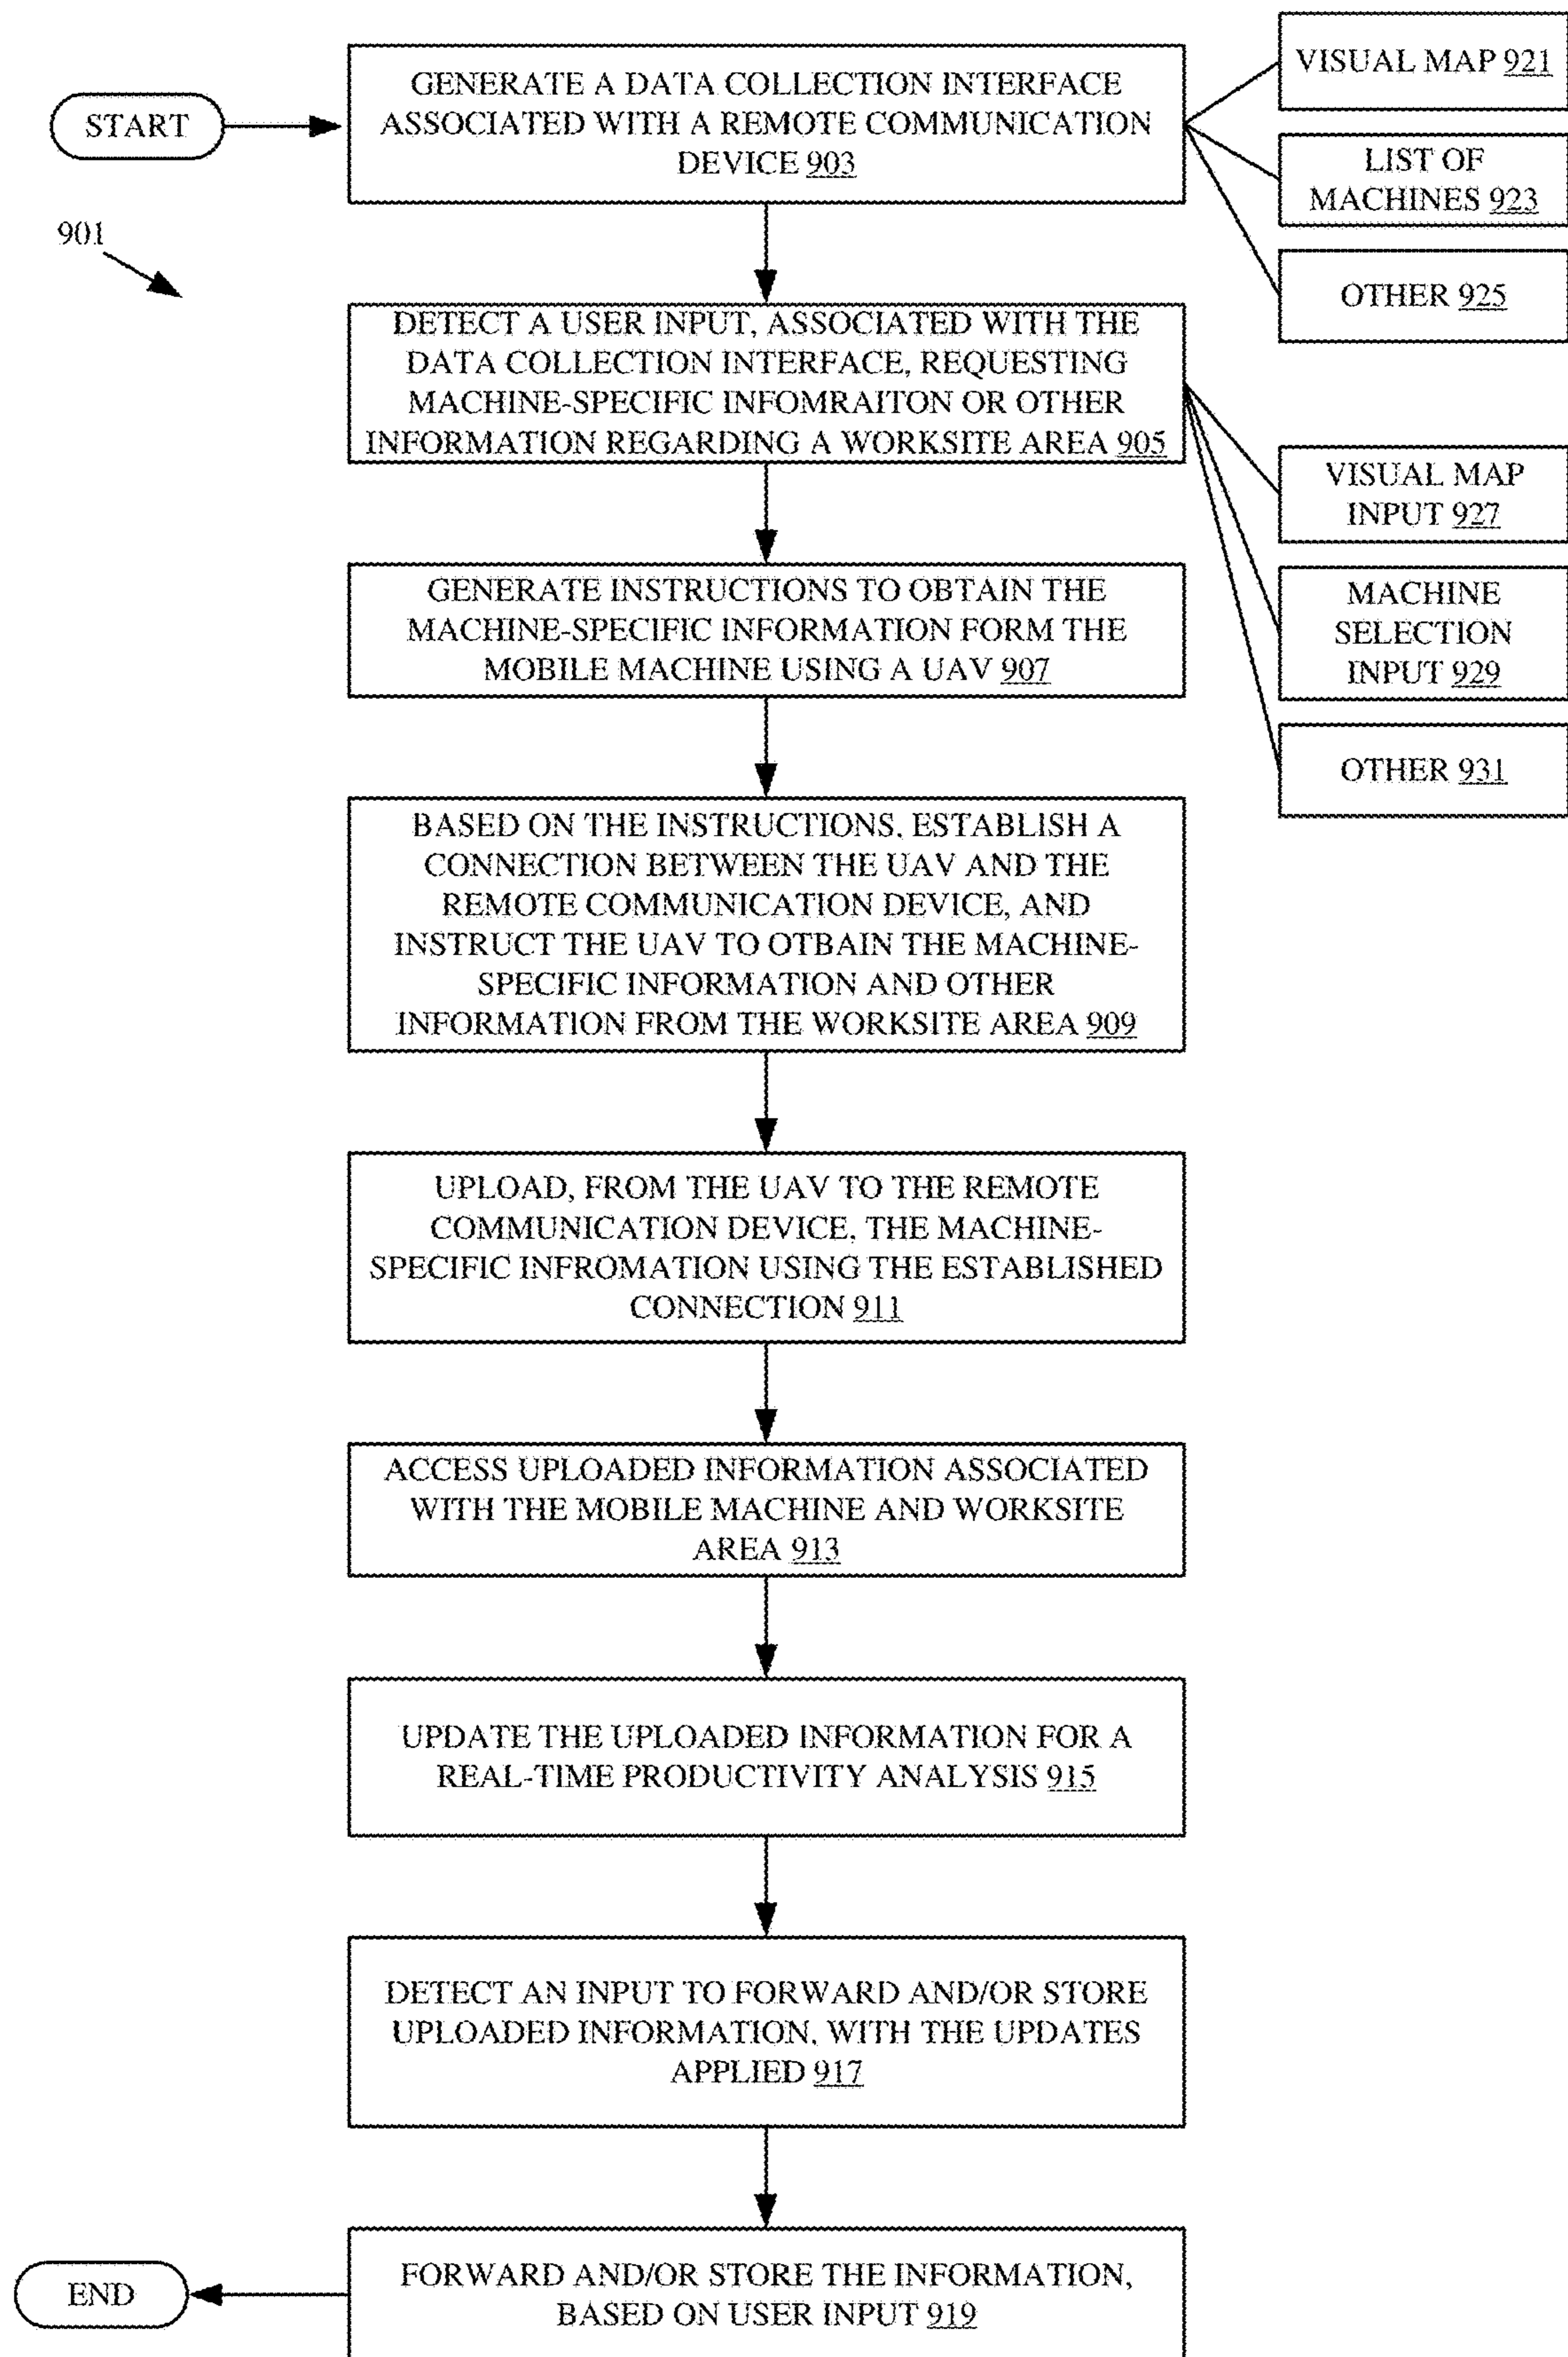 START
GENERATE A DATA COLLECTION INTERFACE
ASSOCIATED WITH A REMOTE COMMUNICATION
DEVICE 903
VISUAL MAP 921
LIST OF
MACHINES 923
OTHER 925
901
DETECT A USER INPUT, ASSOCIATED WITH THE
DATA COLLECTION INTERFACE, REQUESTING
MACHINE-SPECIFIC INFOMRAITON OR OTHER
INFORMATION REGARDING A WORKSITE AREA 905
VISUAL MAP
INPUT 927
MACHINE
SELECTION
INPUT 929
OTHER 931
GENERATE INSTRUCTIONS TO OBTAIN THE
MACHINE-SPECIFIC INFORMATION FORM THE
MOBILE MACHINE USING A UAV 907
BASED ON THE INSTRUCTIONS, ESTABLISH A
CONNECTION BETWEEN THE UAV AND THE
REMOTE COMMUNICATION DEVICE, AND
INSTRUCT THE UAV TO OTBAIN THE MACHINE-
SPECIFIC INFORMATION AND OTHER
INFORMATION FROM THE WORKSITE AREA 909
UPLOAD, FROM THE UAV TO THE REMOTE
COMMUNICATION DEVICE, THE MACHINE-
SPECIFIC INFROMATION USING THE ESTABLISHED
CONNECTION 911
ACCESS UPLOADED INFORMATION ASSOCIATED
WITH THE MOBILE MACHINE AND WORKSITE
AREA 913
UPDATE THE UPLOADED INFORMATION FOR A
REAL-TIME PRODUCTIVITY ANALYSIS 915
DETECT AN INPUT TO FORWARD AND/OR STORE
UPLOADED INFORMATION, WITH THE UPDATES
APPLIED 917
FORWARD AND/OR STORE THE INFORMATION,
BASED ON USER INPUT 919
END